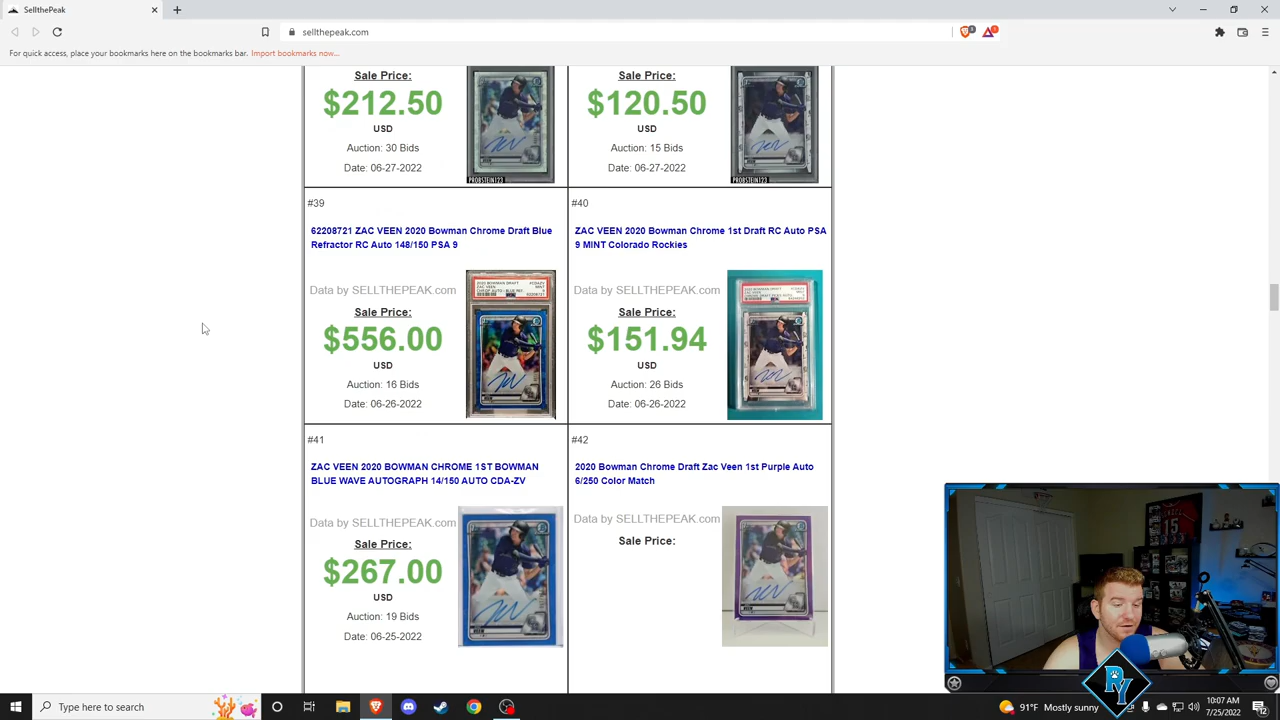 SellthePeak
sellthepeak.com
For quick access, place your bookmarks here on the bookmarks bar. Import bookmarks now...
Sale Price:
$212.50
USD
Auction: 30 Bids
Date: 06-27-2022
PROBSTEIN123
Sale Price:
$120.50
USD
Auction: 15 Bids
Date: 06-27-2022
PROBSTEIN123
#39
62208721 ZAC VEEN 2020 Bowman Chrome Draft Blue
Refractor RC Auto 148/150 PSA 9
Data by SELLTHEPEAK.com
Sale Price:
$556.00
USD
Auction: 16 Bids
Date: 06-26-2022
#40
ZAC VEEN 2020 Bowman Chrome 1st Draft RC Auto PSA
9 MINT Colorado Rockies
Data by SELLTHEPEAK.com
Sale Price:
$151.94
USD
Auction: 26 Bids
Date: 06-26-2022
#41
ZAC VEEN 2020 BOWMAN CHROME 1ST BOWMAN
BLUE WAVE AUTOGRAPH 14/150 AUTO CDA-ZV
Data by SELLTHEPEAK.com
Sale Price:
$267.00
USD
Auction: 19 Bids
Date: 06-25-2022
#42
2020 Bowman Chrome Draft Zac Veen 1st Purple Auto
6/250 Color Match
Data by SELLTHEPEAK.com
Sale Price:
15
RY
Type here to search
91°F Mostly sunny
10:07 AM
7/25/2022